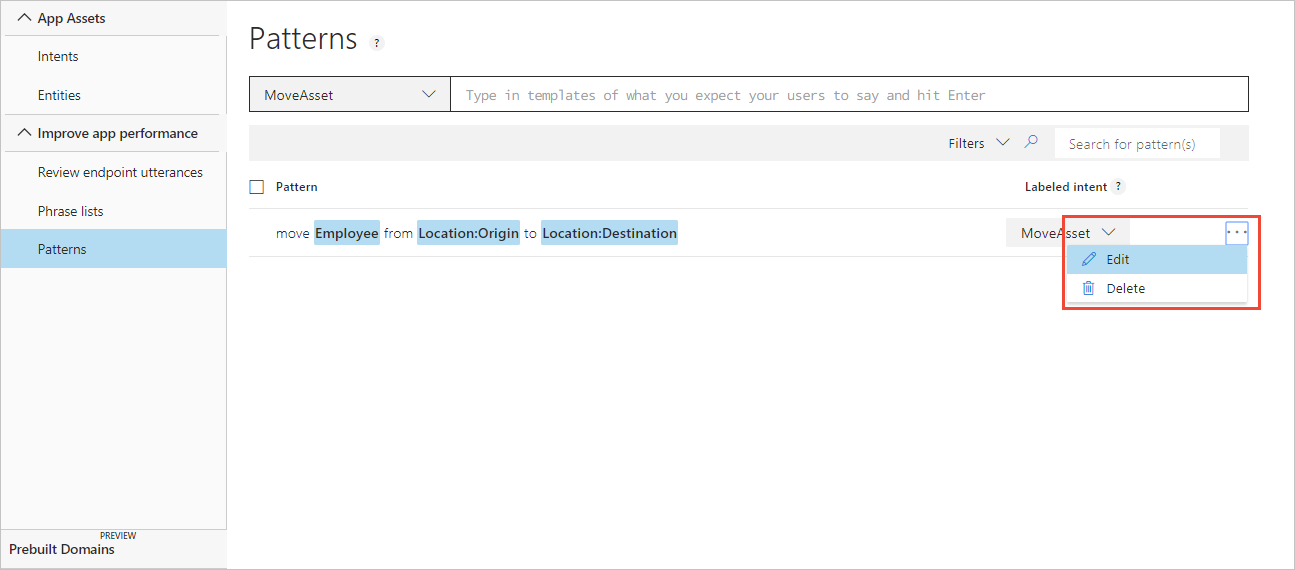 App Assets
Intents
Entities
Improve app performance
Review endpoint utterances
Phrase lists
Patterns
PREVIEW
Prebuilt Domains
Patterns ?
MoveAsset Type in templates of what you expect your users to say and hit Enter
Filters Search for pattern(s)
Pattern Labeled intent ?
move Employee from Location:Origin to Location:Destination MoveAsset ...
Edit
Delete